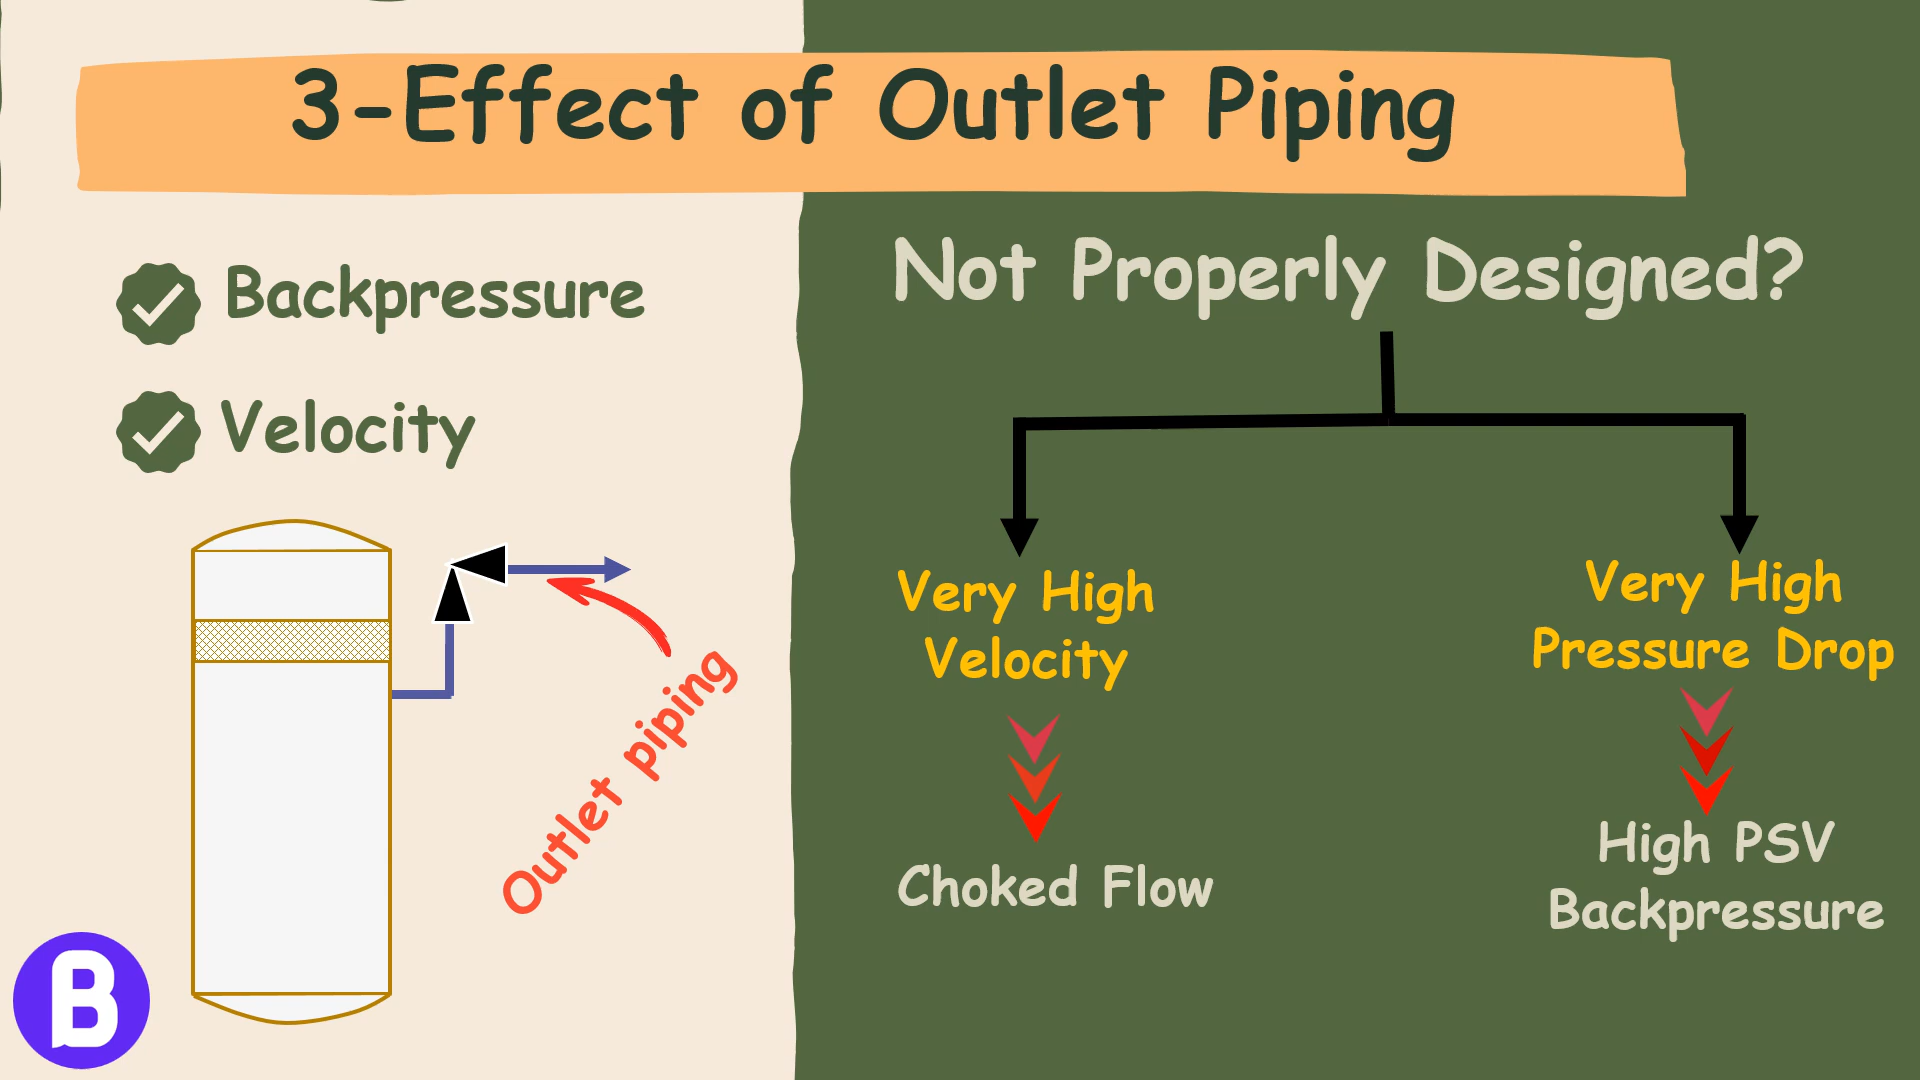 3-Effect of Outlet Piping
Backpressure
Velocity
Outlet piping
B
Not Properly Designed?
Very High
Velocity
Choked Flow
Very High
Pressure Drop
High PSV
Backpressure